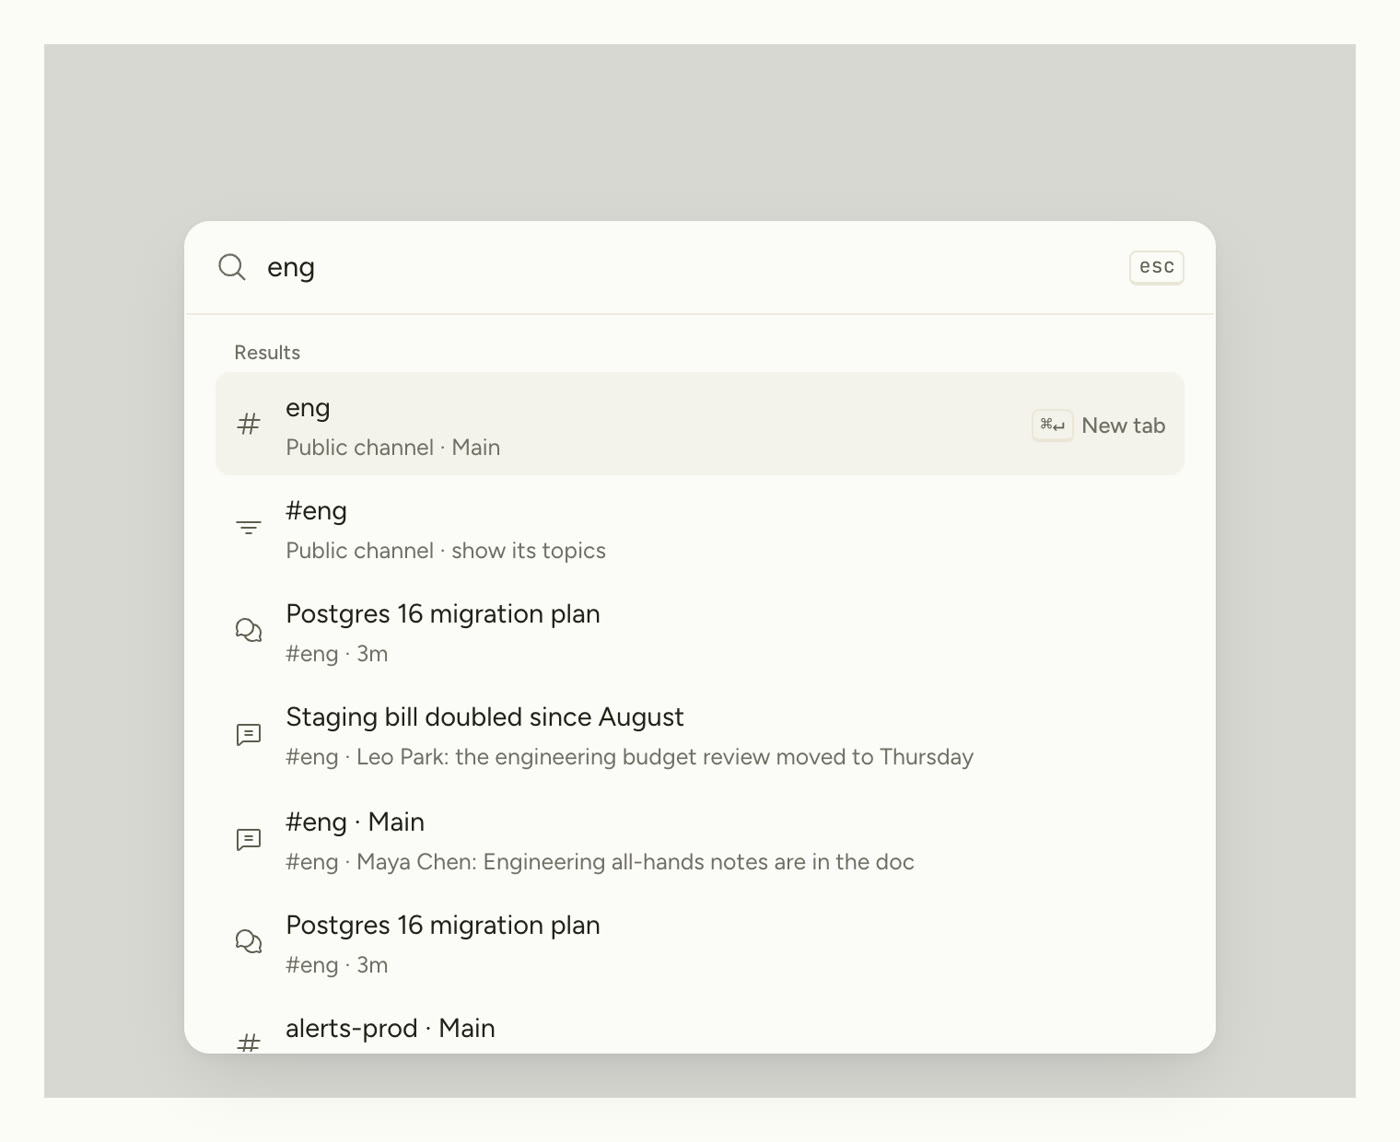 eng
esc
Results
eng
Public channel · Main
⌘↵ New tab
#eng
Public channel · show its topics
Postgres 16 migration plan
#eng · 3m
Staging bill doubled since August
#eng · Leo Park: the engineering budget review moved to Thursday
#eng · Main
#eng · Maya Chen: Engineering all-hands notes are in the doc
Postgres 16 migration plan
#eng · 3m
alerts-prod · Main